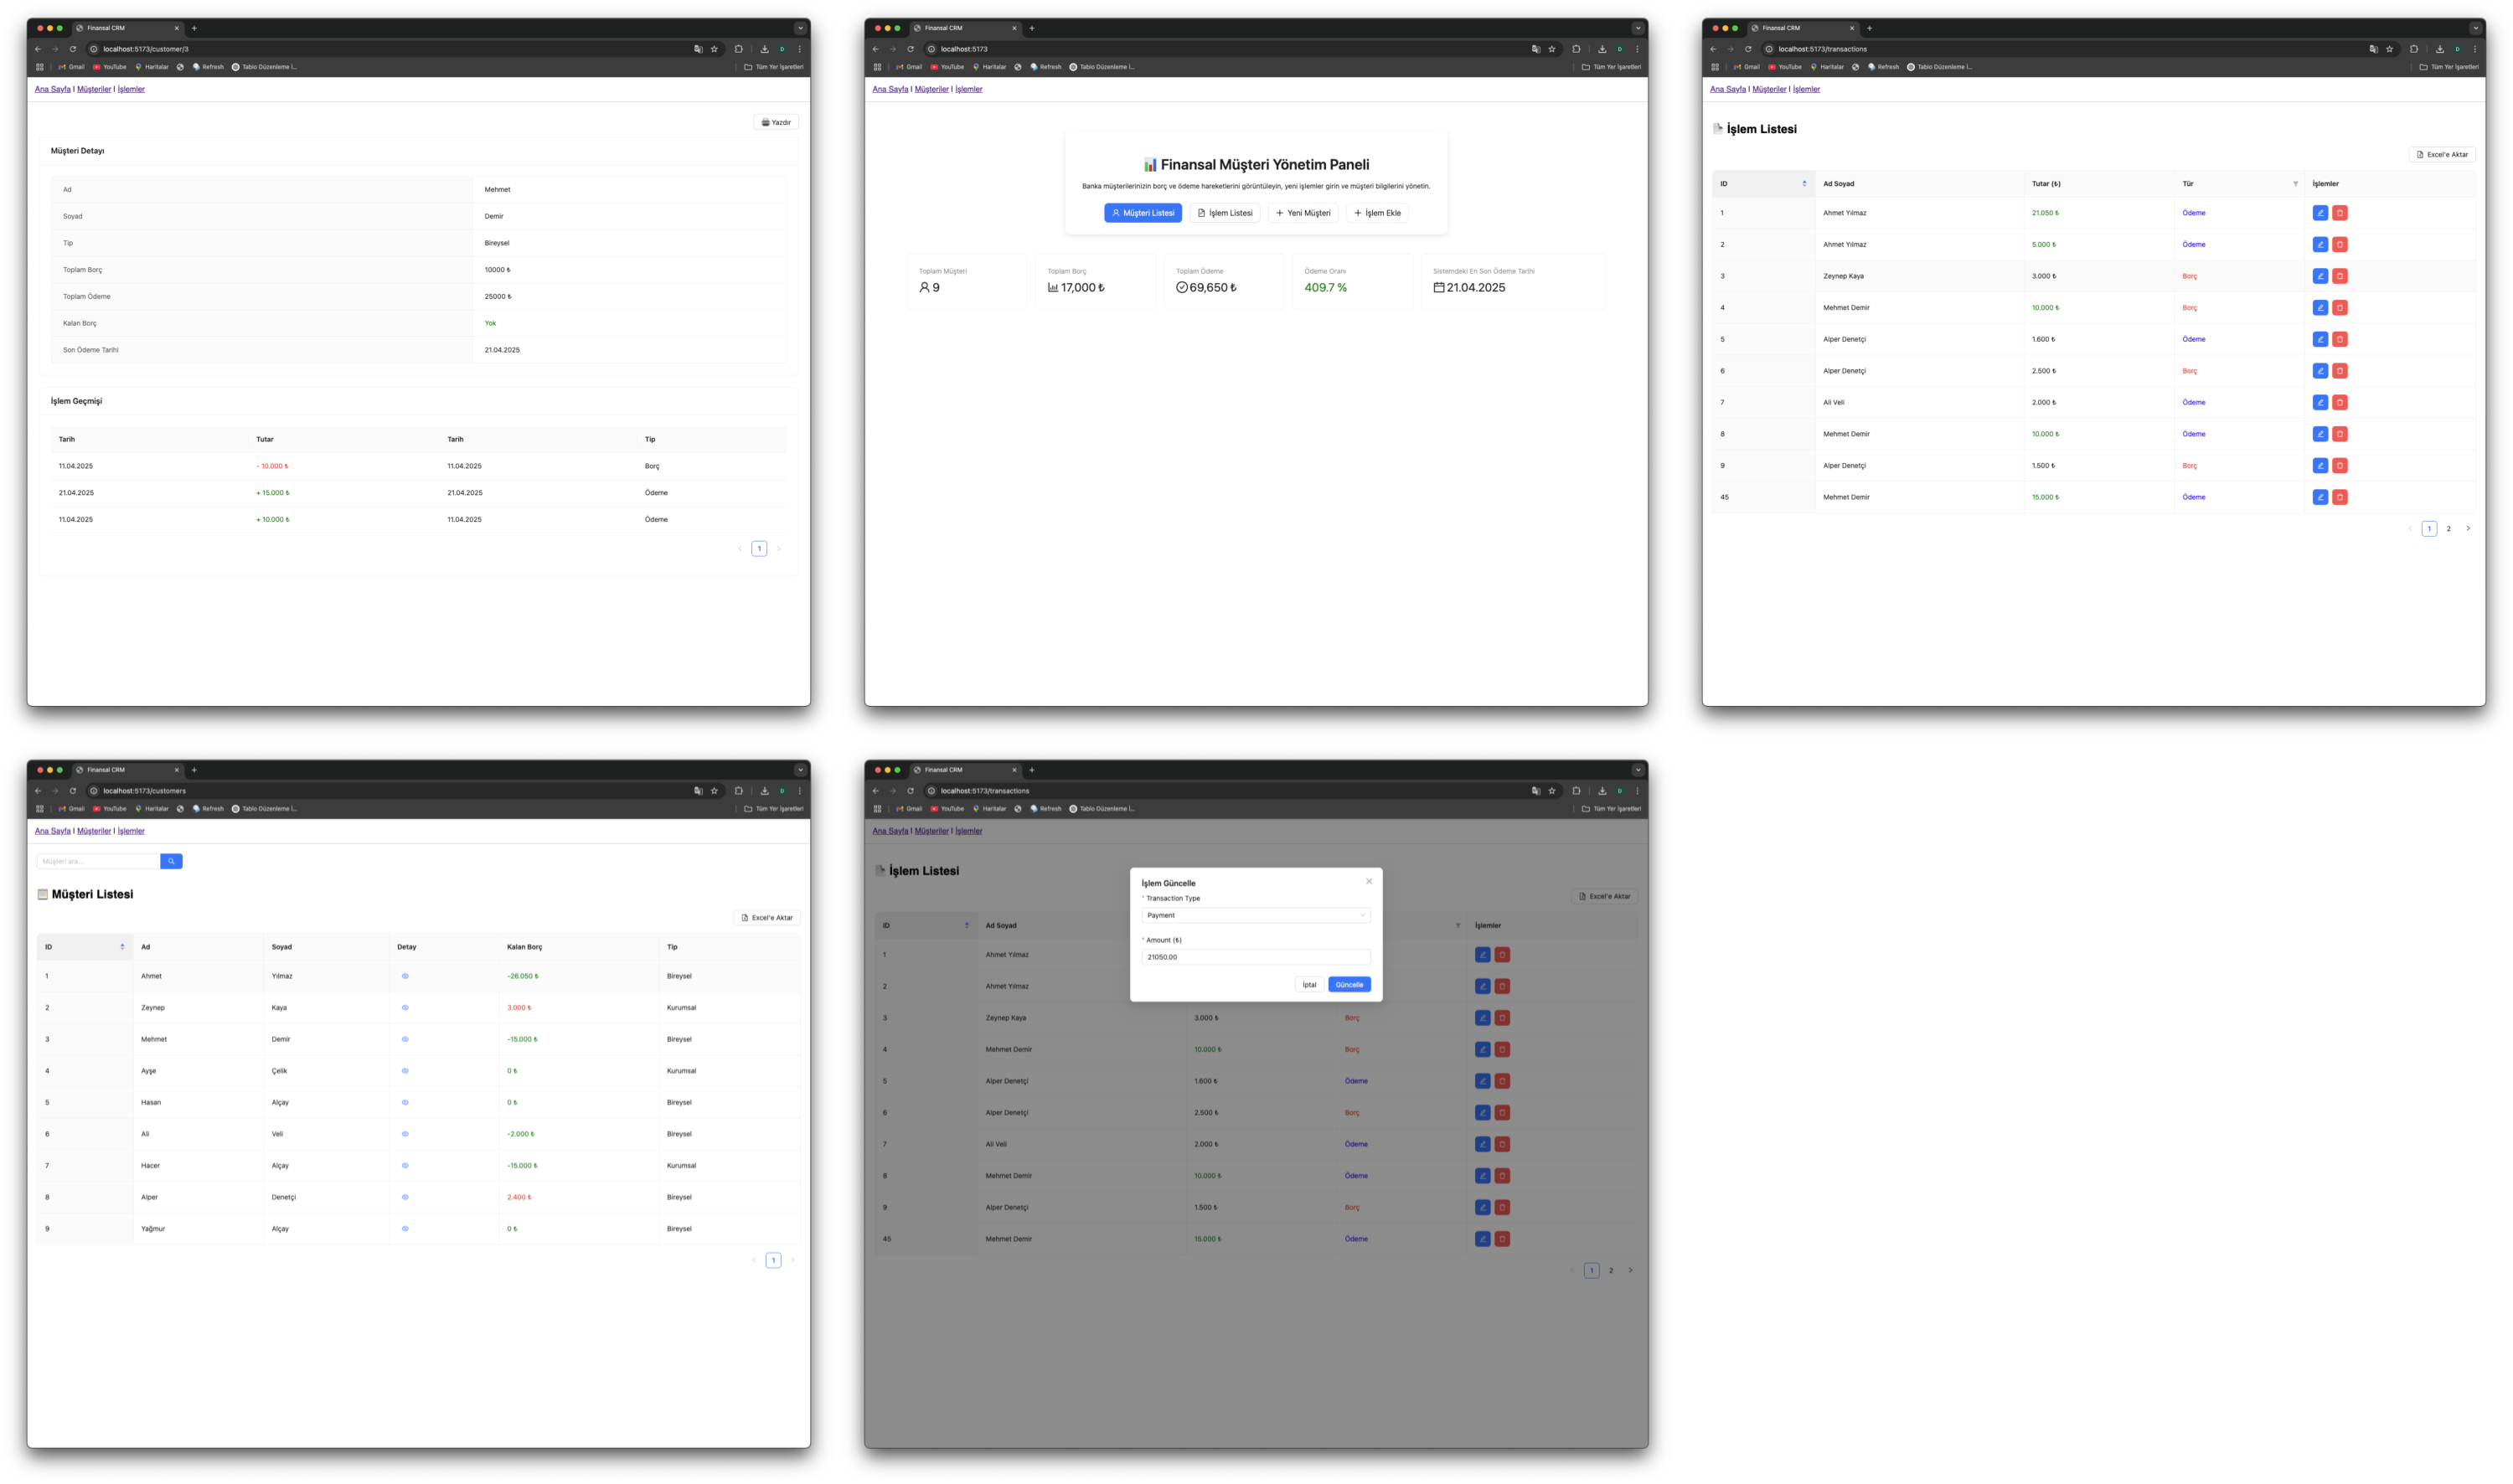 Finansal CRM
localhost:5173/customer/3
Gmail YouTube Haritalar Refresh Tablo Düzenleme İ... Tüm Yer İşaretleri
Ana Sayfa | Müşteriler | İşlemler
Yazdır
Müşteri Detayı
Ad Mehmet
Soyad Demir
Tip Bireysel
Toplam Borç 10000 ₺
Toplam Ödeme 25000 ₺
Kalan Borç Yok
Son Ödeme Tarihi 21.04.2025
İşlem Geçmişi
Tarih Tutar Tarih Tip
11.04.2025 - 10.000 ₺ 11.04.2025 Borç
21.04.2025 + 15.000 ₺ 21.04.2025 Ödeme
11.04.2025 + 10.000 ₺ 11.04.2025 Ödeme
1
Finansal CRM
localhost:5173
Gmail YouTube Haritalar Refresh Tablo Düzenleme İ... Tüm Yer İşaretleri
Ana Sayfa | Müşteriler | İşlemler
Finansal Müşteri Yönetim Paneli
Banka müşterilerinizin borç ve ödeme hareketlerini görüntüleyin, yeni işlemler girin ve müşteri bilgilerini yönetin.
Müşteri Listesi İşlem Listesi + Yeni Müşteri + İşlem Ekle
Toplam Müşteri Toplam Borç Toplam Ödeme Ödeme Oranı Sistemdeki En Son Ödeme Tarihi
9 17,000 ₺ 69,650 ₺ 409.7 % 21.04.2025
Finansal CRM
localhost:5173/transactions
Gmail YouTube Haritalar Refresh Tablo Düzenleme İ... Tüm Yer İşaretleri
Ana Sayfa | Müşteriler | İşlemler
İşlem Listesi
Excel'e Aktar
ID Ad Soyad Tutar (₺) Tür İşlemler
1 Ahmet Yılmaz 21.050 ₺ Ödeme
2 Ahmet Yılmaz 5.000 ₺ Ödeme
3 Zeynep Kaya 3.000 ₺ Borç
4 Mehmet Demir 10.000 ₺ Borç
5 Alper Denetçi 1.600 ₺ Ödeme
6 Alper Denetçi 2.500 ₺ Borç
7 Ali Veli 2.000 ₺ Ödeme
8 Mehmet Demir 10.000 ₺ Ödeme
9 Alper Denetçi 1.500 ₺ Borç
45 Mehmet Demir 15.000 ₺ Ödeme
1 2
Finansal CRM
localhost:5173/customers
Gmail YouTube Haritalar Refresh Tablo Düzenleme İ... Tüm Yer İşaretleri
Ana Sayfa | Müşteriler | İşlemler
Müşteri ara...
Müşteri Listesi
Excel'e Aktar
ID Ad Soyad Detay Kalan Borç Tip
1 Ahmet Yılmaz -26.050 ₺ Bireysel
2 Zeynep Kaya 3.000 ₺ Kurumsal
3 Mehmet Demir -15.000 ₺ Bireysel
4 Ayşe Çelik 0 ₺ Kurumsal
5 Hasan Alçay 0 ₺ Bireysel
6 Ali Veli -2.000 ₺ Bireysel
7 Hacer Alçay -15.000 ₺ Kurumsal
8 Alper Denetçi 2.400 ₺ Bireysel
9 Yağmur Alçay 0 ₺ Bireysel
1
Finansal CRM
localhost:5173/transactions
Gmail YouTube Haritalar Refresh Tablo Düzenleme İ... Tüm Yer İşaretleri
Ana Sayfa | Müşteriler | İşlemler
İşlem Listesi
Excel'e Aktar
İşlem Güncelle
* Transaction Type
Payment
* Amount (₺)
21050.00
İptal Güncelle
ID Ad Soyad İşlemler
1 Ahmet Yılmaz
2 Ahmet Yılmaz
3 Zeynep Kaya 3.000 ₺ Borç
4 Mehmet Demir 10.000 ₺ Borç
5 Alper Denetçi 1.600 ₺ Ödeme
6 Alper Denetçi 2.500 ₺ Borç
7 Ali Veli 2.000 ₺ Ödeme
8 Mehmet Demir 10.000 ₺ Ödeme
9 Alper Denetçi 1.500 ₺ Borç
45 Mehmet Demir 15.000 ₺ Ödeme
1 2